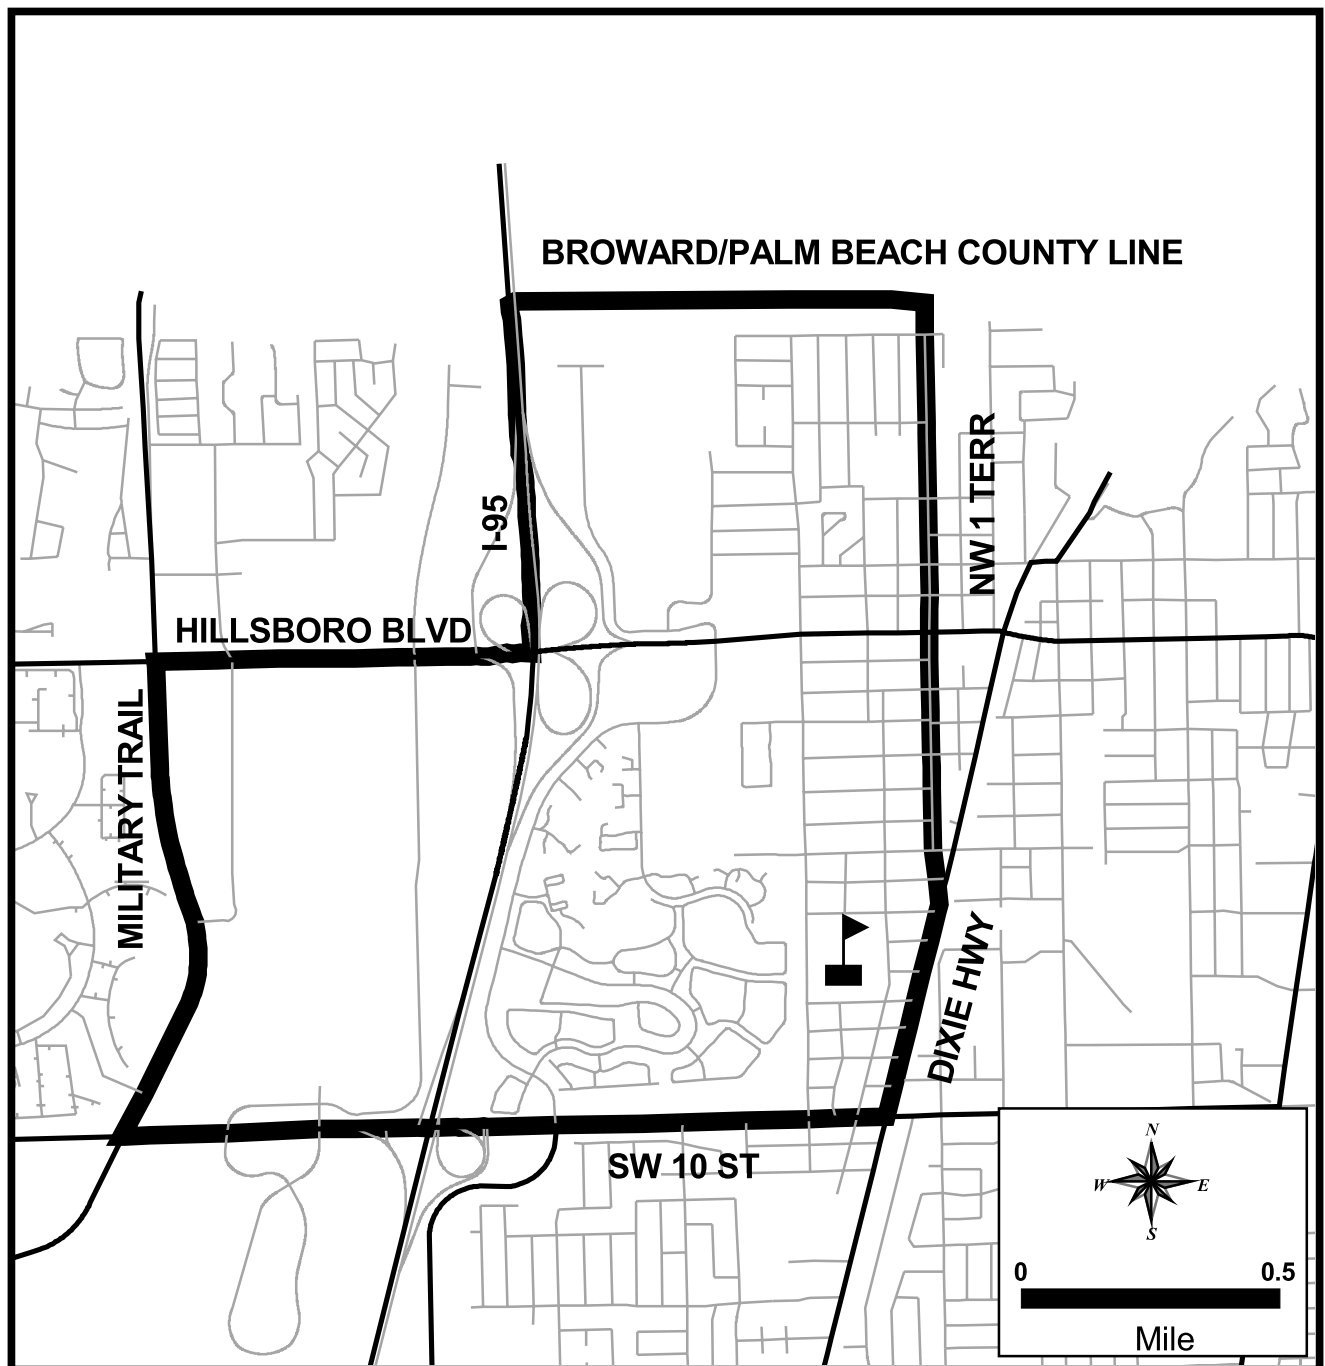 BROWARD/PALM BEACH COUNTY LINE
I-95
NW 1 TERR
HILLSBORO BLVD
MILITARY TRAIL
DIXIE HWY
SW 10 ST
N
W E
S
0 0.5
Mile